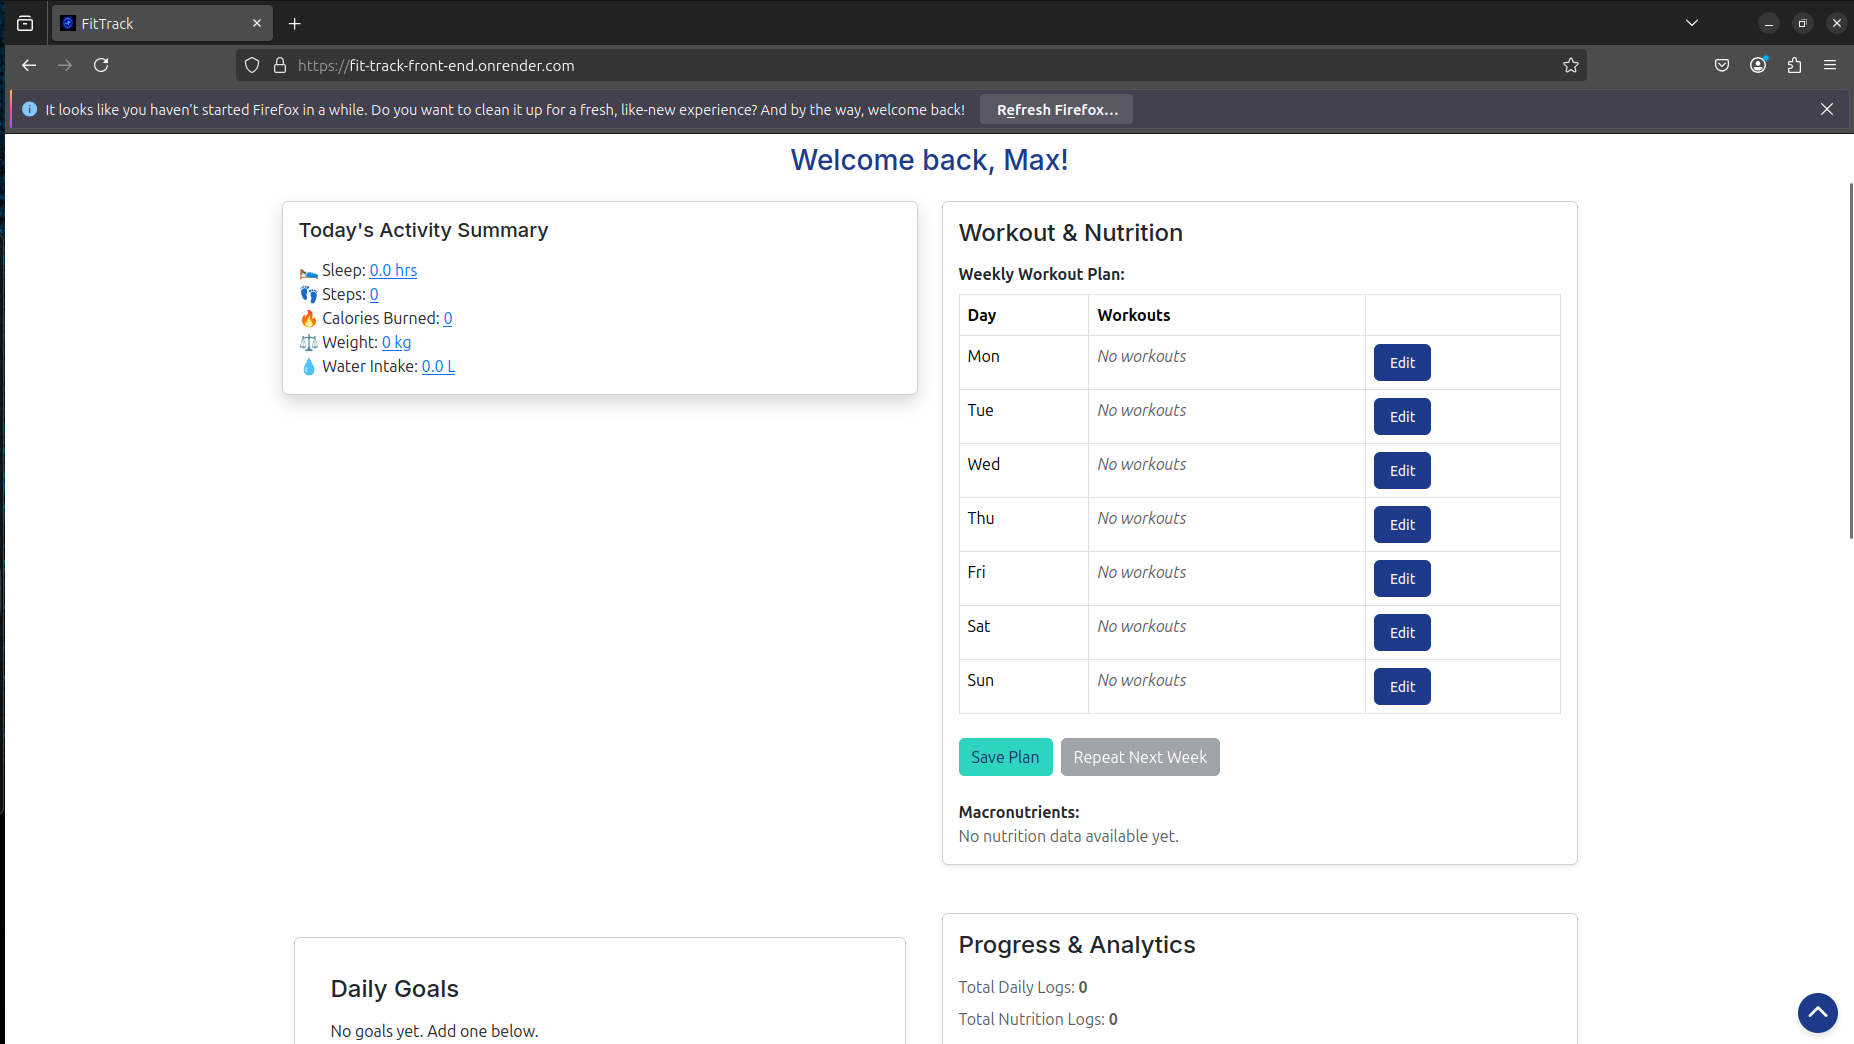 FitTrack
https://fit-track-front-end.onrender.com
It looks like you haven't started Firefox in a while. Do you want to clean it up for a fresh, like-new experience? And by the way, welcome back!
Refresh Firefox...
Welcome back, Max!
Today's Activity Summary
Sleep: 0.0 hrs
Steps: 0
Calories Burned: 0
Weight: 0 kg
Water Intake: 0.0 L
Workout & Nutrition
Weekly Workout Plan:
Day Workouts
Mon No workouts Edit
Tue No workouts Edit
Wed No workouts Edit
Thu No workouts Edit
Fri No workouts Edit
Sat No workouts Edit
Sun No workouts Edit
Save Plan Repeat Next Week
Macronutrients:
No nutrition data available yet.
Daily Goals
No goals yet. Add one below.
Progress & Analytics
Total Daily Logs: 0
Total Nutrition Logs: 0